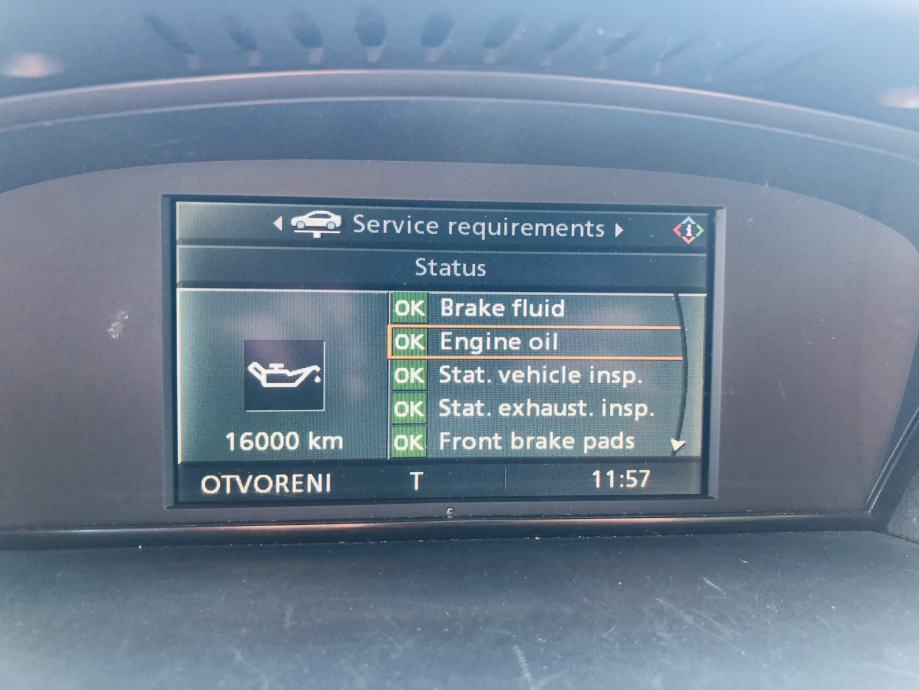 Service requirements
Status
OK Brake fluid
OK Engine oil
OK Stat. vehicle insp.
OK Stat. exhaust. insp.
16000 km
OK Front brake pads
OTVORENI T 11:57